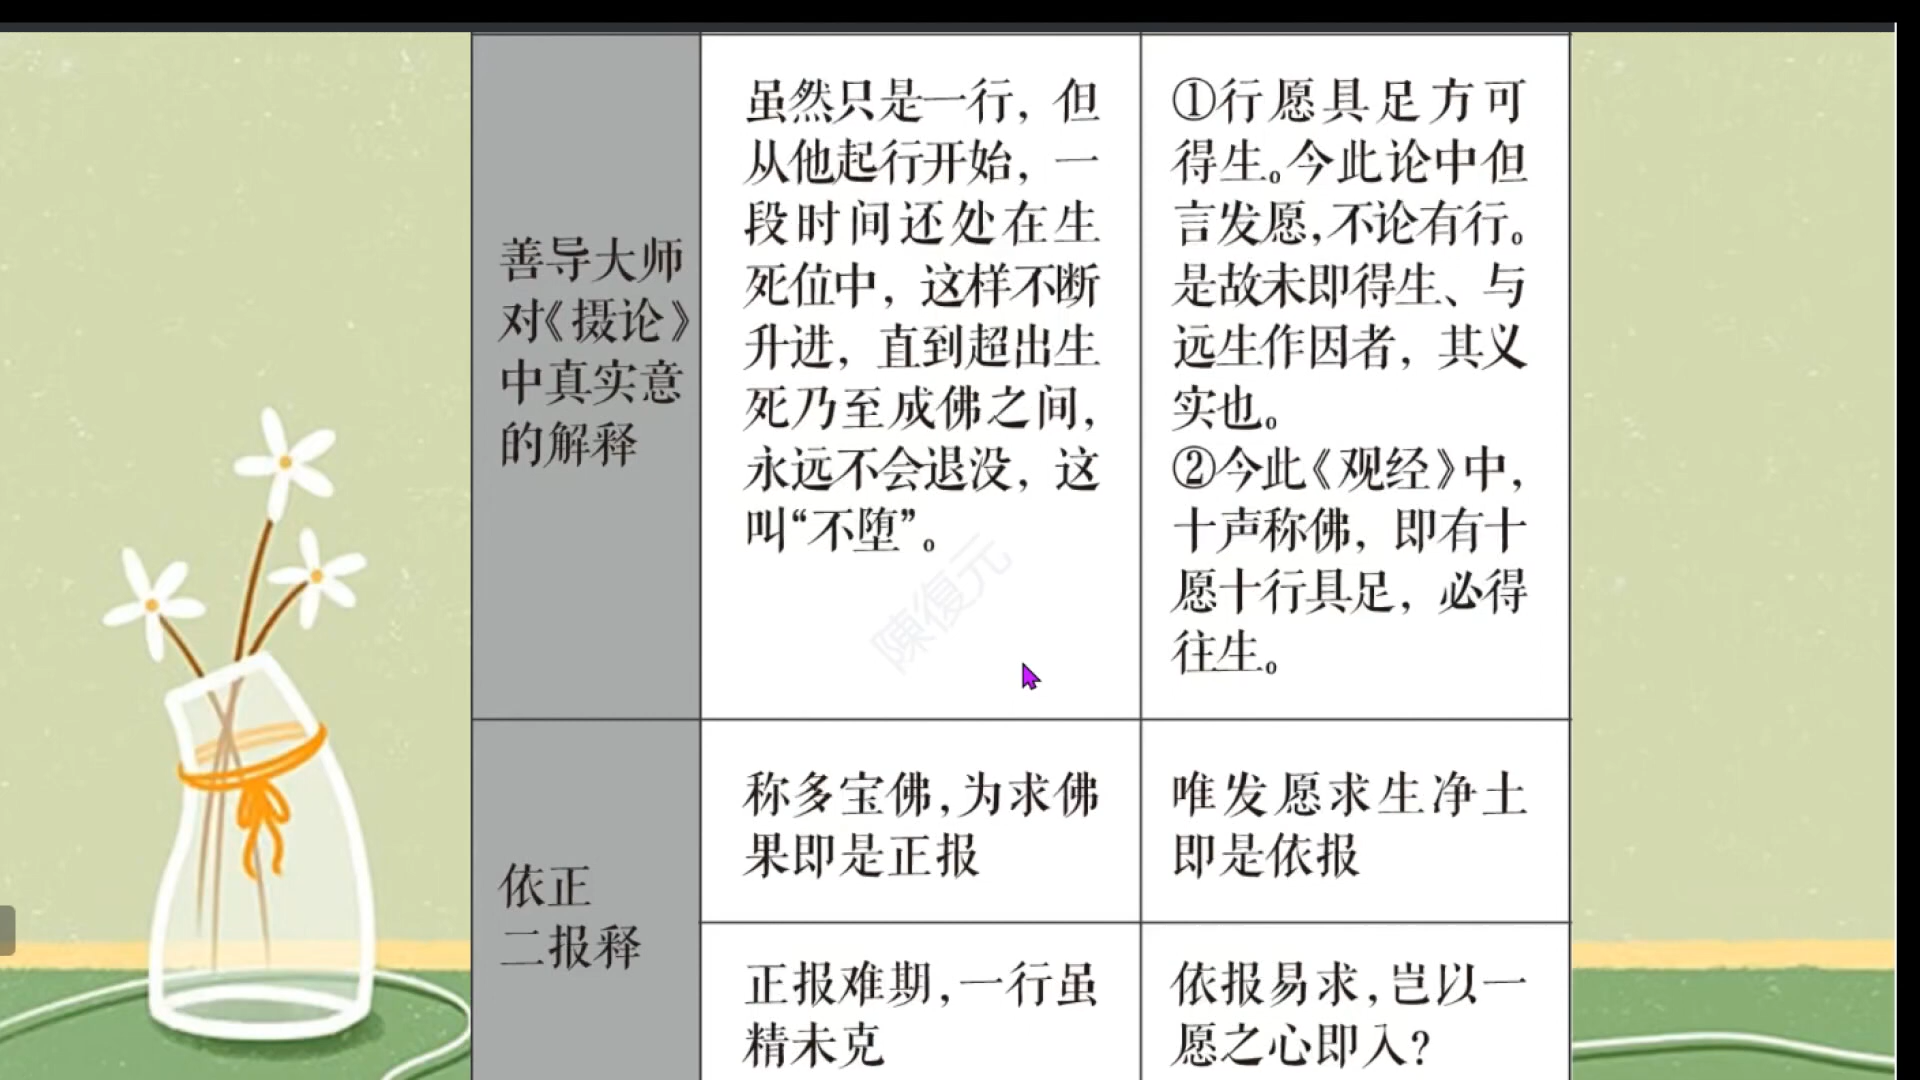 善导大师
对《摄论》
中真实意
的解释
虽然只是一行，但
从他起行开始，一
段时间还处在生
死位中，这样不断
升进，直到超出生
死乃至成佛之间，
永远不会退没，这
叫“不堕”。
①行愿具足方可
得生。今此论中但
言发愿，不论有行。
是故未即得生、与
远生作因者，其义
实也。
②今此《观经》中，
十声称佛，即有十
愿十行具足，必得
往生。
依正
二报释
称多宝佛，为求佛
果即是正报
唯发愿求生净土
即是依报
正报难期，一行虽
精未克
依报易求，岂以一
愿之心即入？
陳復元